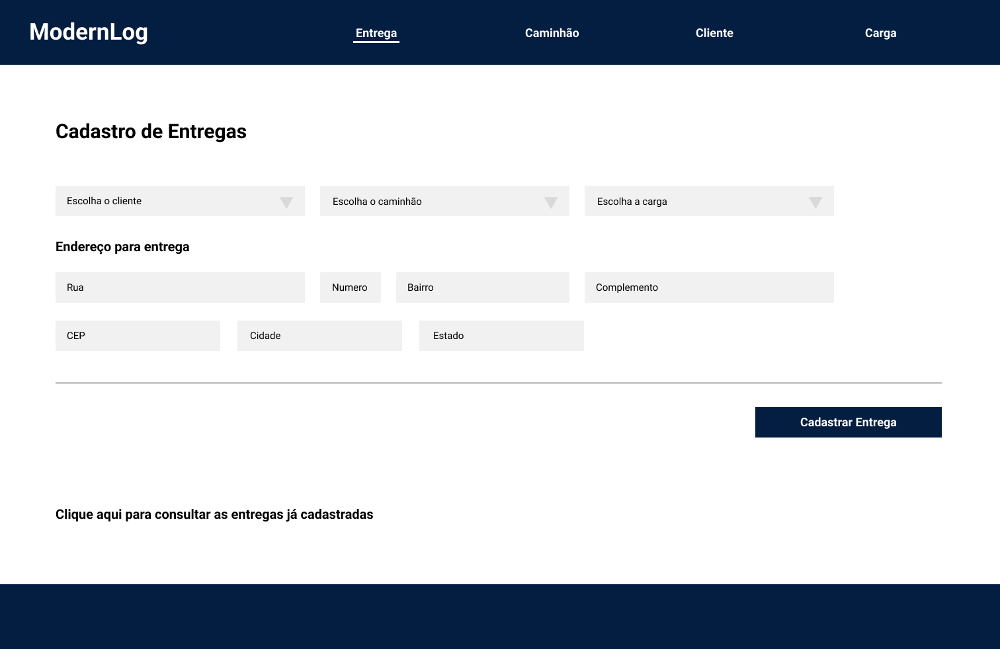 ModernLog
Entrega
Caminhão
Cliente
Carga
Cadastro de Entregas
Escolha o cliente
Escolha o caminhão
Escolha a carga
Endereço para entrega
Rua
Numero
Bairro
Complemento
CEP
Cidade
Estado
Cadastrar Entrega
Clique aqui para consultar as entregas já cadastradas